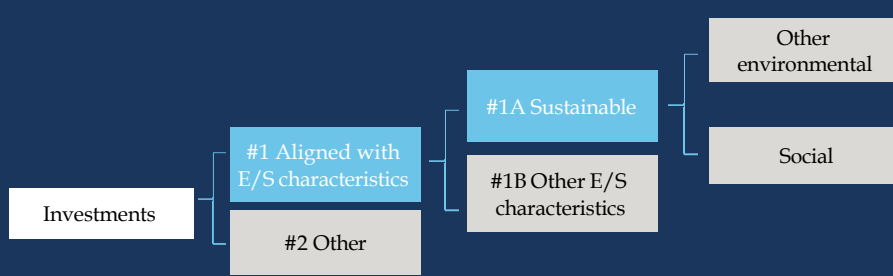 Investments
#1 Aligned with
E/S characteristics
#2 Other
#1A Sustainable
#1B Other E/S
characteristics
Other
environmental
Social